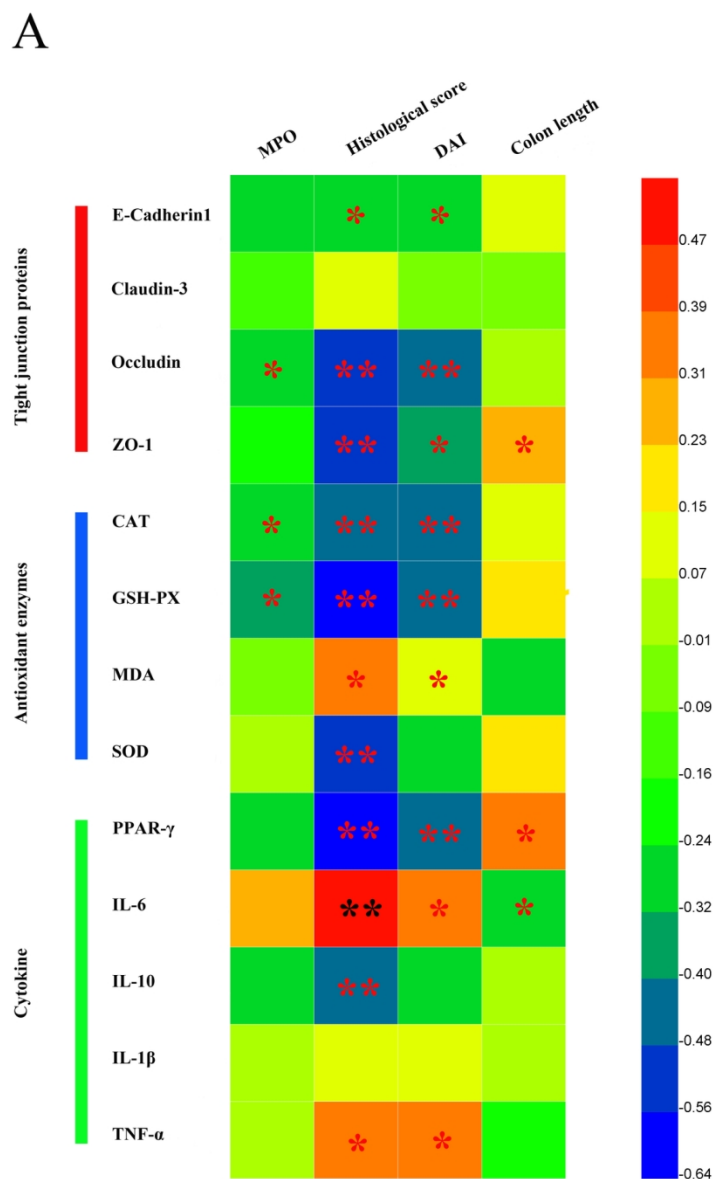 A
MPO
Histological score
DAI
Colon length
Tight junction proteins
E-Cadherin1
*
*
Claudin-3
Occludin
*
**
**
ZO-1
**
*
*
Antioxidant enzymes
CAT
*
**
**
GSH-PX
*
**
**
MDA
*
*
SOD
**
Cytokine
PPAR-γ
**
**
*
IL-6
**
*
*
IL-10
**
IL-1β
TNF-α
*
*
0.47
0.39
0.31
0.23
0.15
0.07
-0.01
-0.09
-0.16
-0.24
-0.32
-0.40
-0.48
-0.56
-0.64